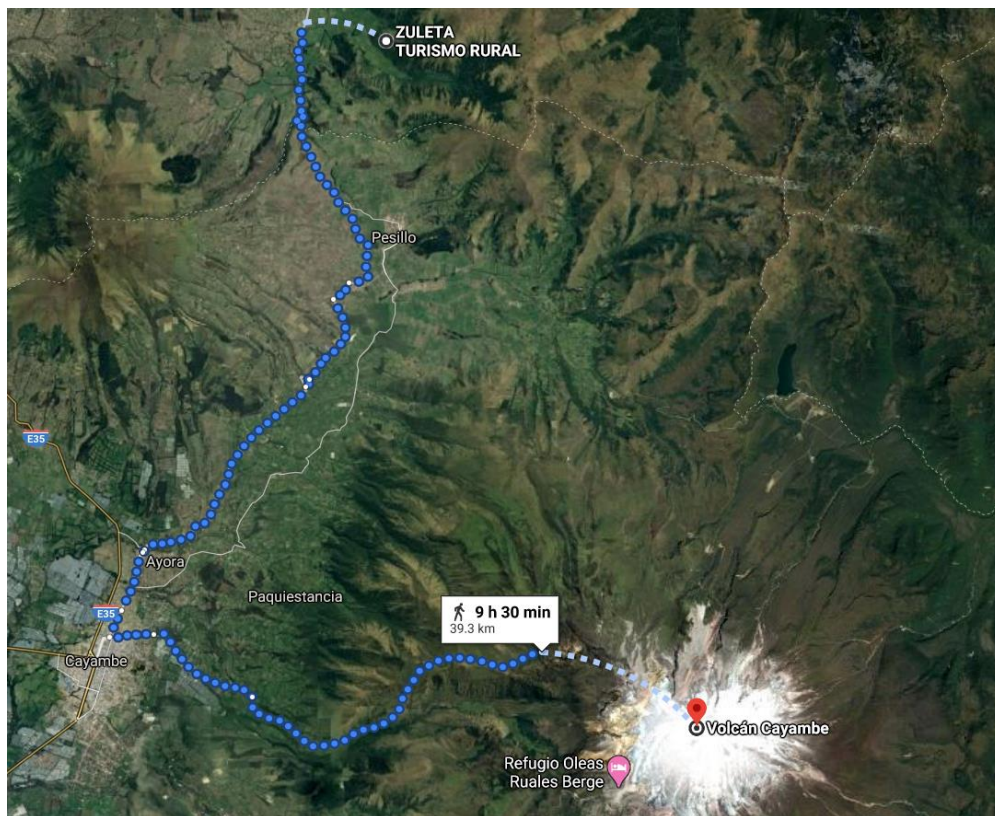 ZULETA
TURISMO RURAL
Pesillo
E35
Ayora
Paquiestancia
9 h 30 min
39.3 km
E35
Cayambe
Volcán Cayambe
Refugio Oleas
Ruales Berge